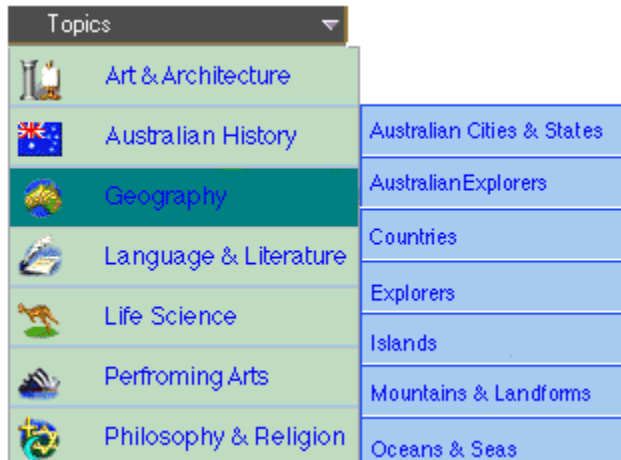 Topics
Art & Architecture
Australian History
Geography
Language & Literature
Life Science
Perfroming Arts
Philosophy & Religion
Australian Cities & States
AustralianExplorers
Countries
Explorers
Islands
Mountains & Landforms
Oceans & Seas